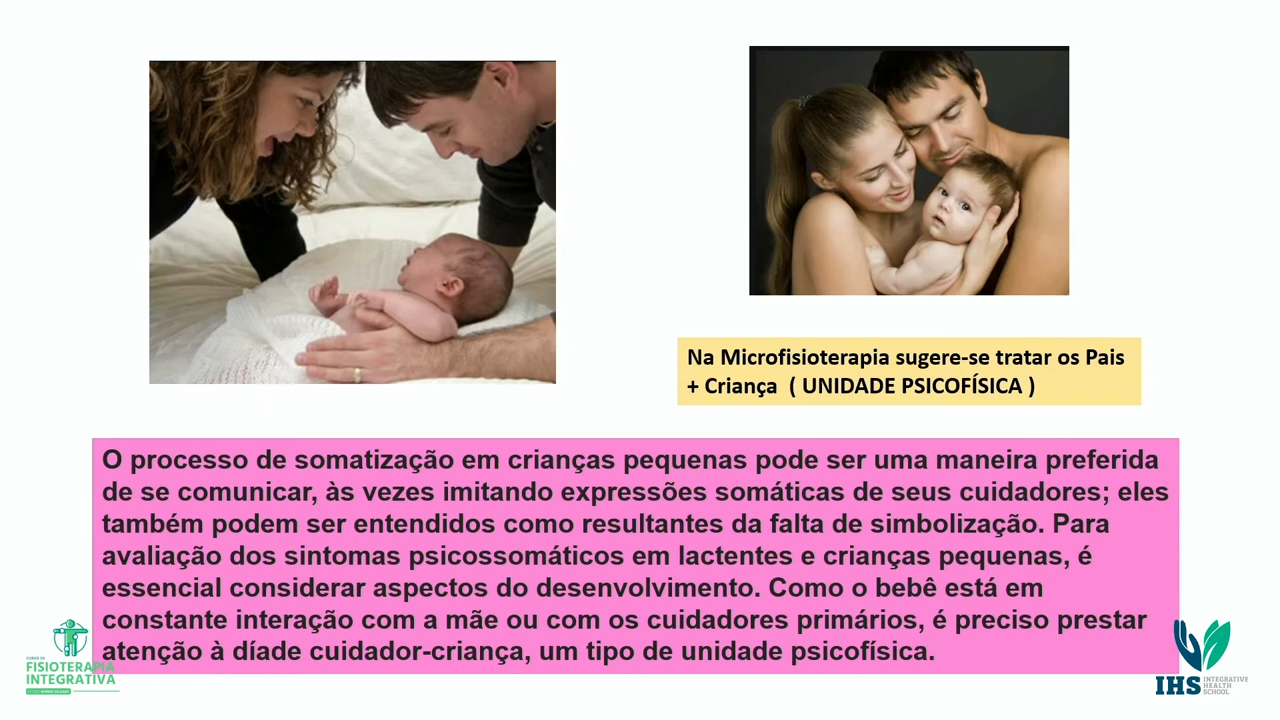 Na Microfisioterapia sugere-se tratar os Pais
+ Criança ( UNIDADE PSICOFÍSICA )
O processo de somatização em crianças pequenas pode ser uma maneira preferida
de se comunicar, às vezes imitando expressões somáticas de seus cuidadores; eles
também podem ser entendidos como resultantes da falta de simbolização. Para
avaliação dos sintomas psicossomáticos em lactentes e crianças pequenas, é
essencial considerar aspectos do desenvolvimento. Como o bebê está em
constante interação com a mãe ou com os cuidadores primários, é preciso prestar
atenção à díade cuidador-criança, um tipo de unidade psicofísica.
FISIOTERAPIA
INTEGRATIVA
IHS
INTEGRATIVE
HEALTH
SCHOOL